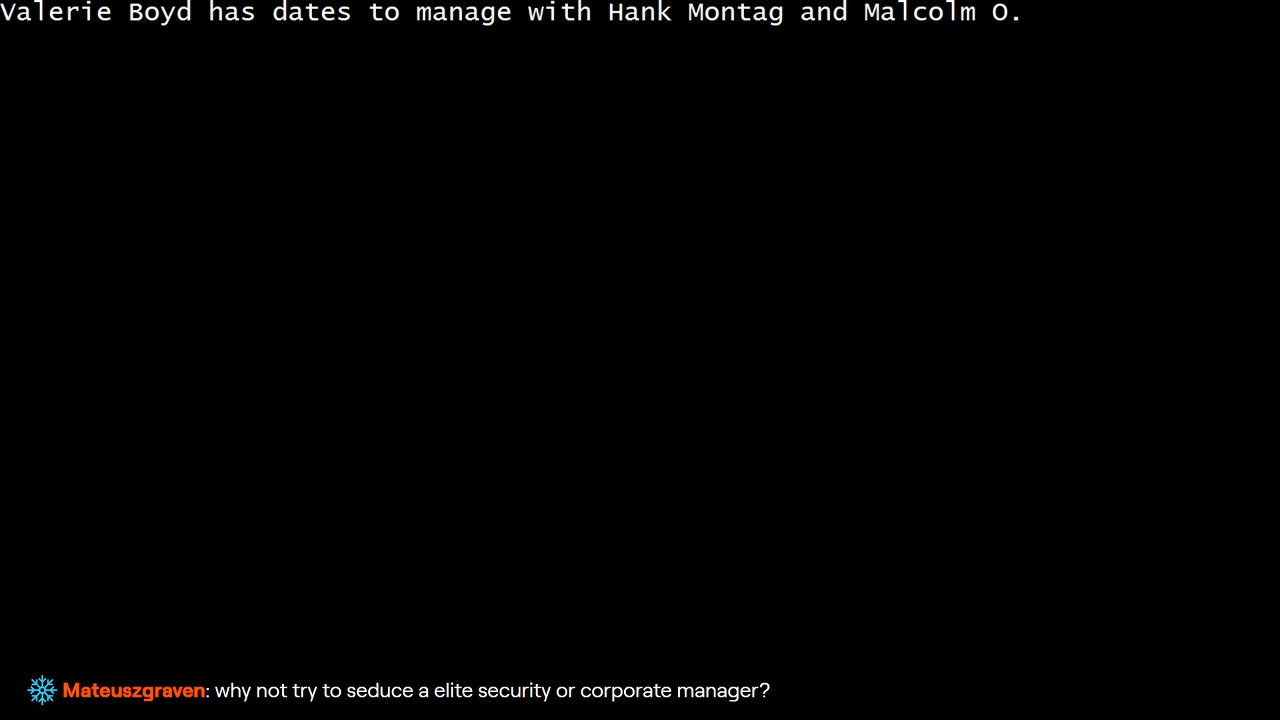 Valerie Boyd has dates to manage with Hank Montag and Malcolm O.
Mateuszgraven: why not try to seduce a elite security or corporate manager?